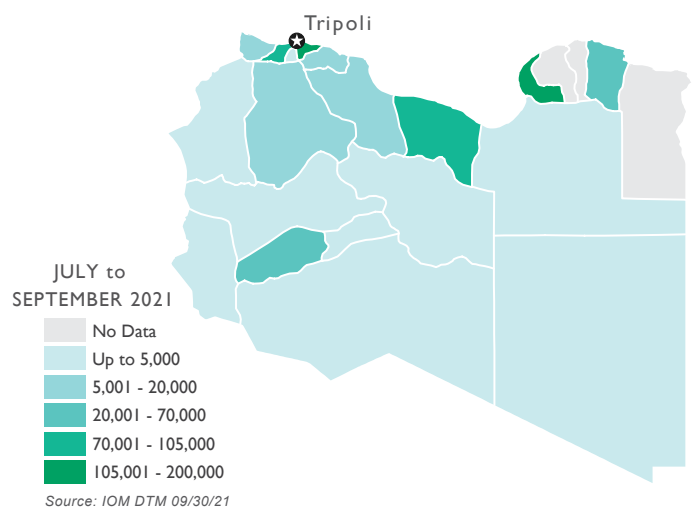 Tripoli
JULY to
SEPTEMBER 2021
No Data
Up to 5,000
5,001 - 20,000
20,001 - 70,000
70,001 - 105,000
105,001 - 200,000
Source: IOM DTM 09/30/21